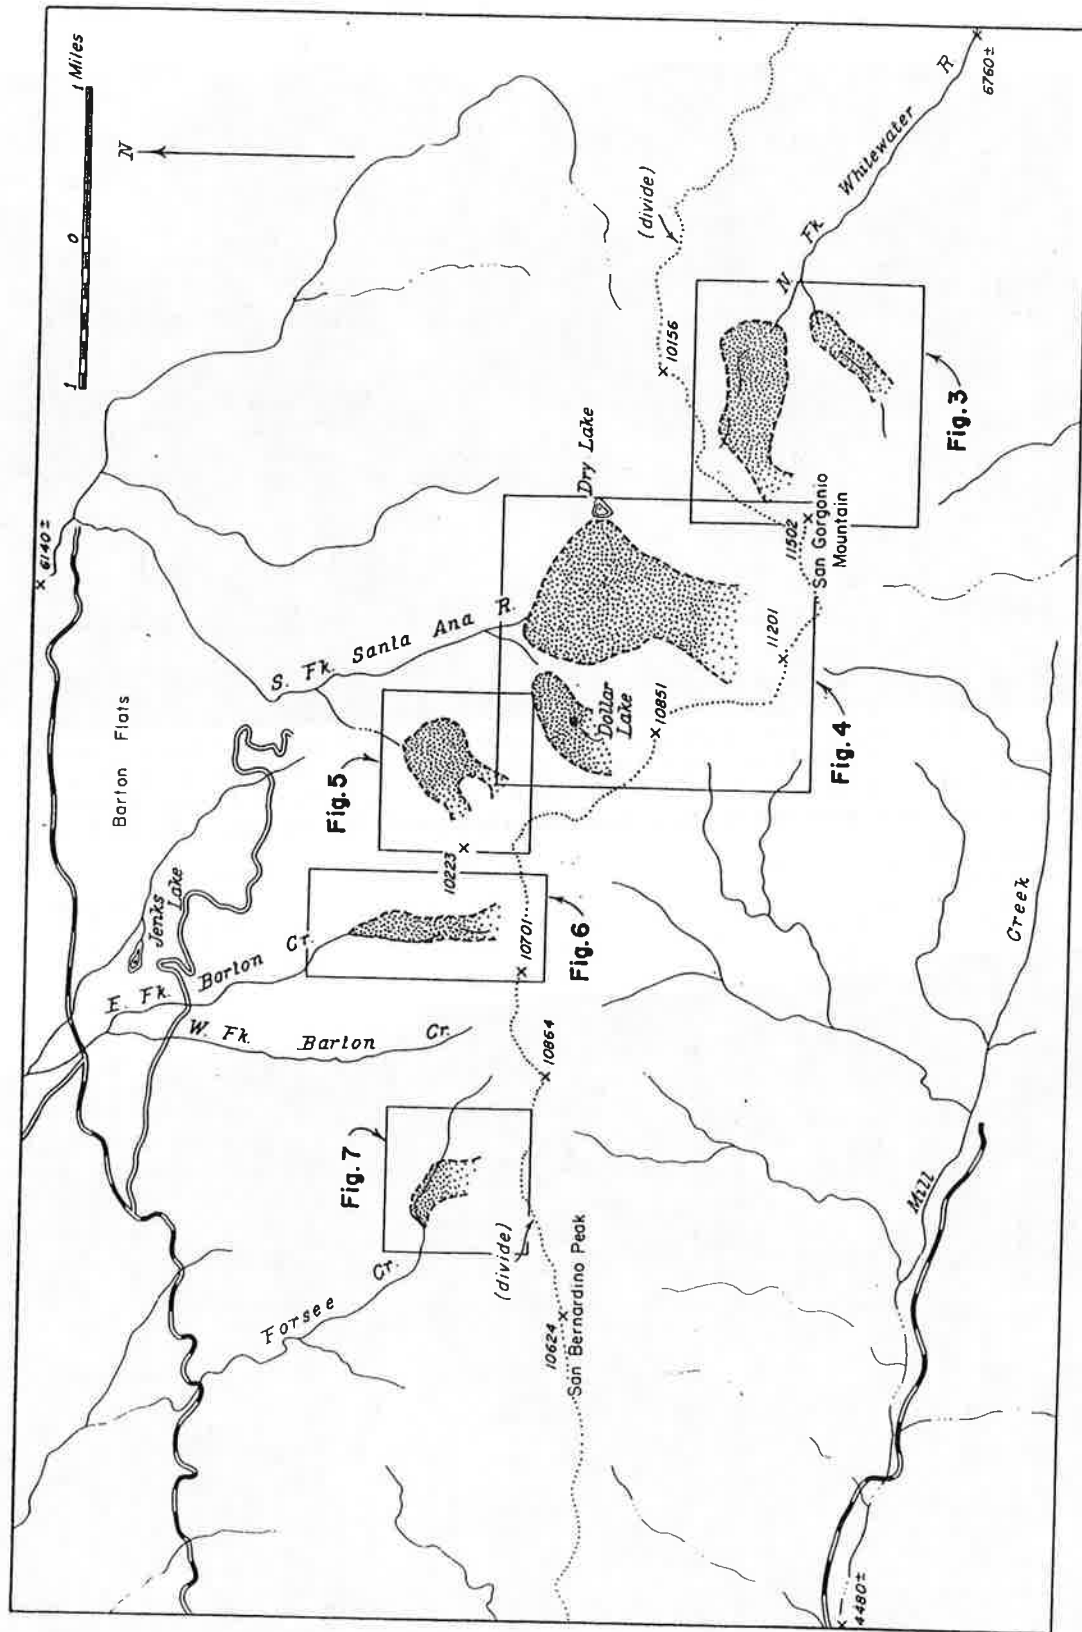 1 0 1 Miles
N
6140±
Barton Flats
Jenks
Lake
E. Fk. Barton Cr.
W. Fk. Barton Cr.
S. Fk. Santa Ana R.
Forsee Cr.
Fig. 5
Fig. 7
10223
Fig. 6
10701
10864
(divide)
10624
San Bernardino Peak
Dry Lake
Dollar
Lake
10851
11201
Fig. 4
11502
San Gorgonio
Mountain
(divide)
10156
N Fk Whitewater R
6760±
Fig. 3
Mill Creek
4480±